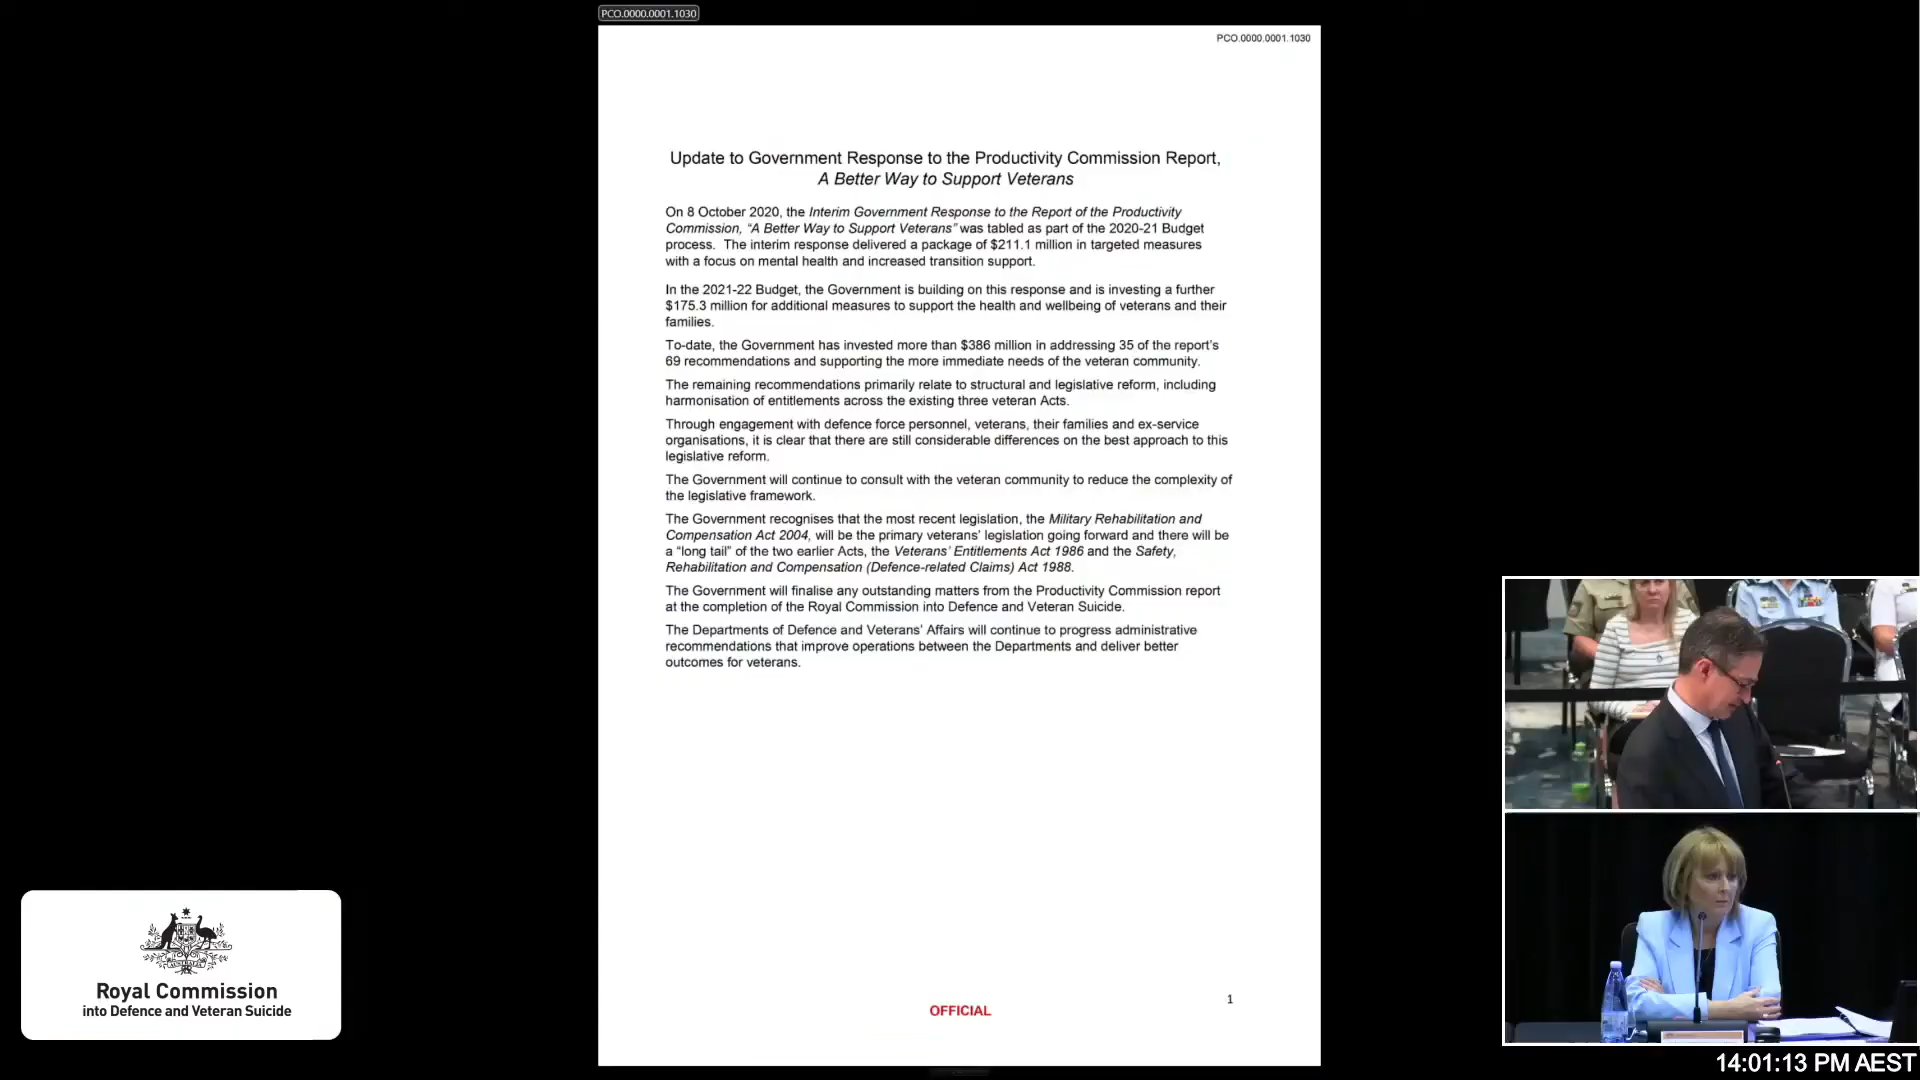 PCO.0000.0001.1030
PCO.0000.0001.1030
Update to Government Response to the Productivity Commission Report,
A Better Way to Support Veterans
On 8 October 2020, the Interim Government Response to the Report of the Productivity
Commission, “A Better Way to Support Veterans” was tabled as part of the 2020-21 Budget
process. The interim response delivered a package of $211.1 million in targeted measures
with a focus on mental health and increased transition support.
In the 2021-22 Budget, the Government is building on this response and is investing a further
$175.3 million for additional measures to support the health and wellbeing of veterans and their
families.
To-date, the Government has invested more than $386 million in addressing 35 of the report’s
69 recommendations and supporting the more immediate needs of the veteran community.
The remaining recommendations primarily relate to structural and legislative reform, including
harmonisation of entitlements across the existing three veteran Acts.
Through engagement with defence force personnel, veterans, their families and ex-service
organisations, it is clear that there are still considerable differences on the best approach to this
legislative reform.
The Government will continue to consult with the veteran community to reduce the complexity of
the legislative framework.
The Government recognises that the most recent legislation, the Military Rehabilitation and
Compensation Act 2004, will be the primary veterans’ legislation going forward and there will be
a “long tail” of the two earlier Acts, the Veterans’ Entitlements Act 1986 and the Safety,
Rehabilitation and Compensation (Defence-related Claims) Act 1988.
The Government will finalise any outstanding matters from the Productivity Commission report
at the completion of the Royal Commission into Defence and Veteran Suicide.
The Departments of Defence and Veterans’ Affairs will continue to progress administrative
recommendations that improve operations between the Departments and deliver better
outcomes for veterans.
1
OFFICIAL
AUSTRALIA
Royal Commission
into Defence and Veteran Suicide
14:01:13 PM AEST